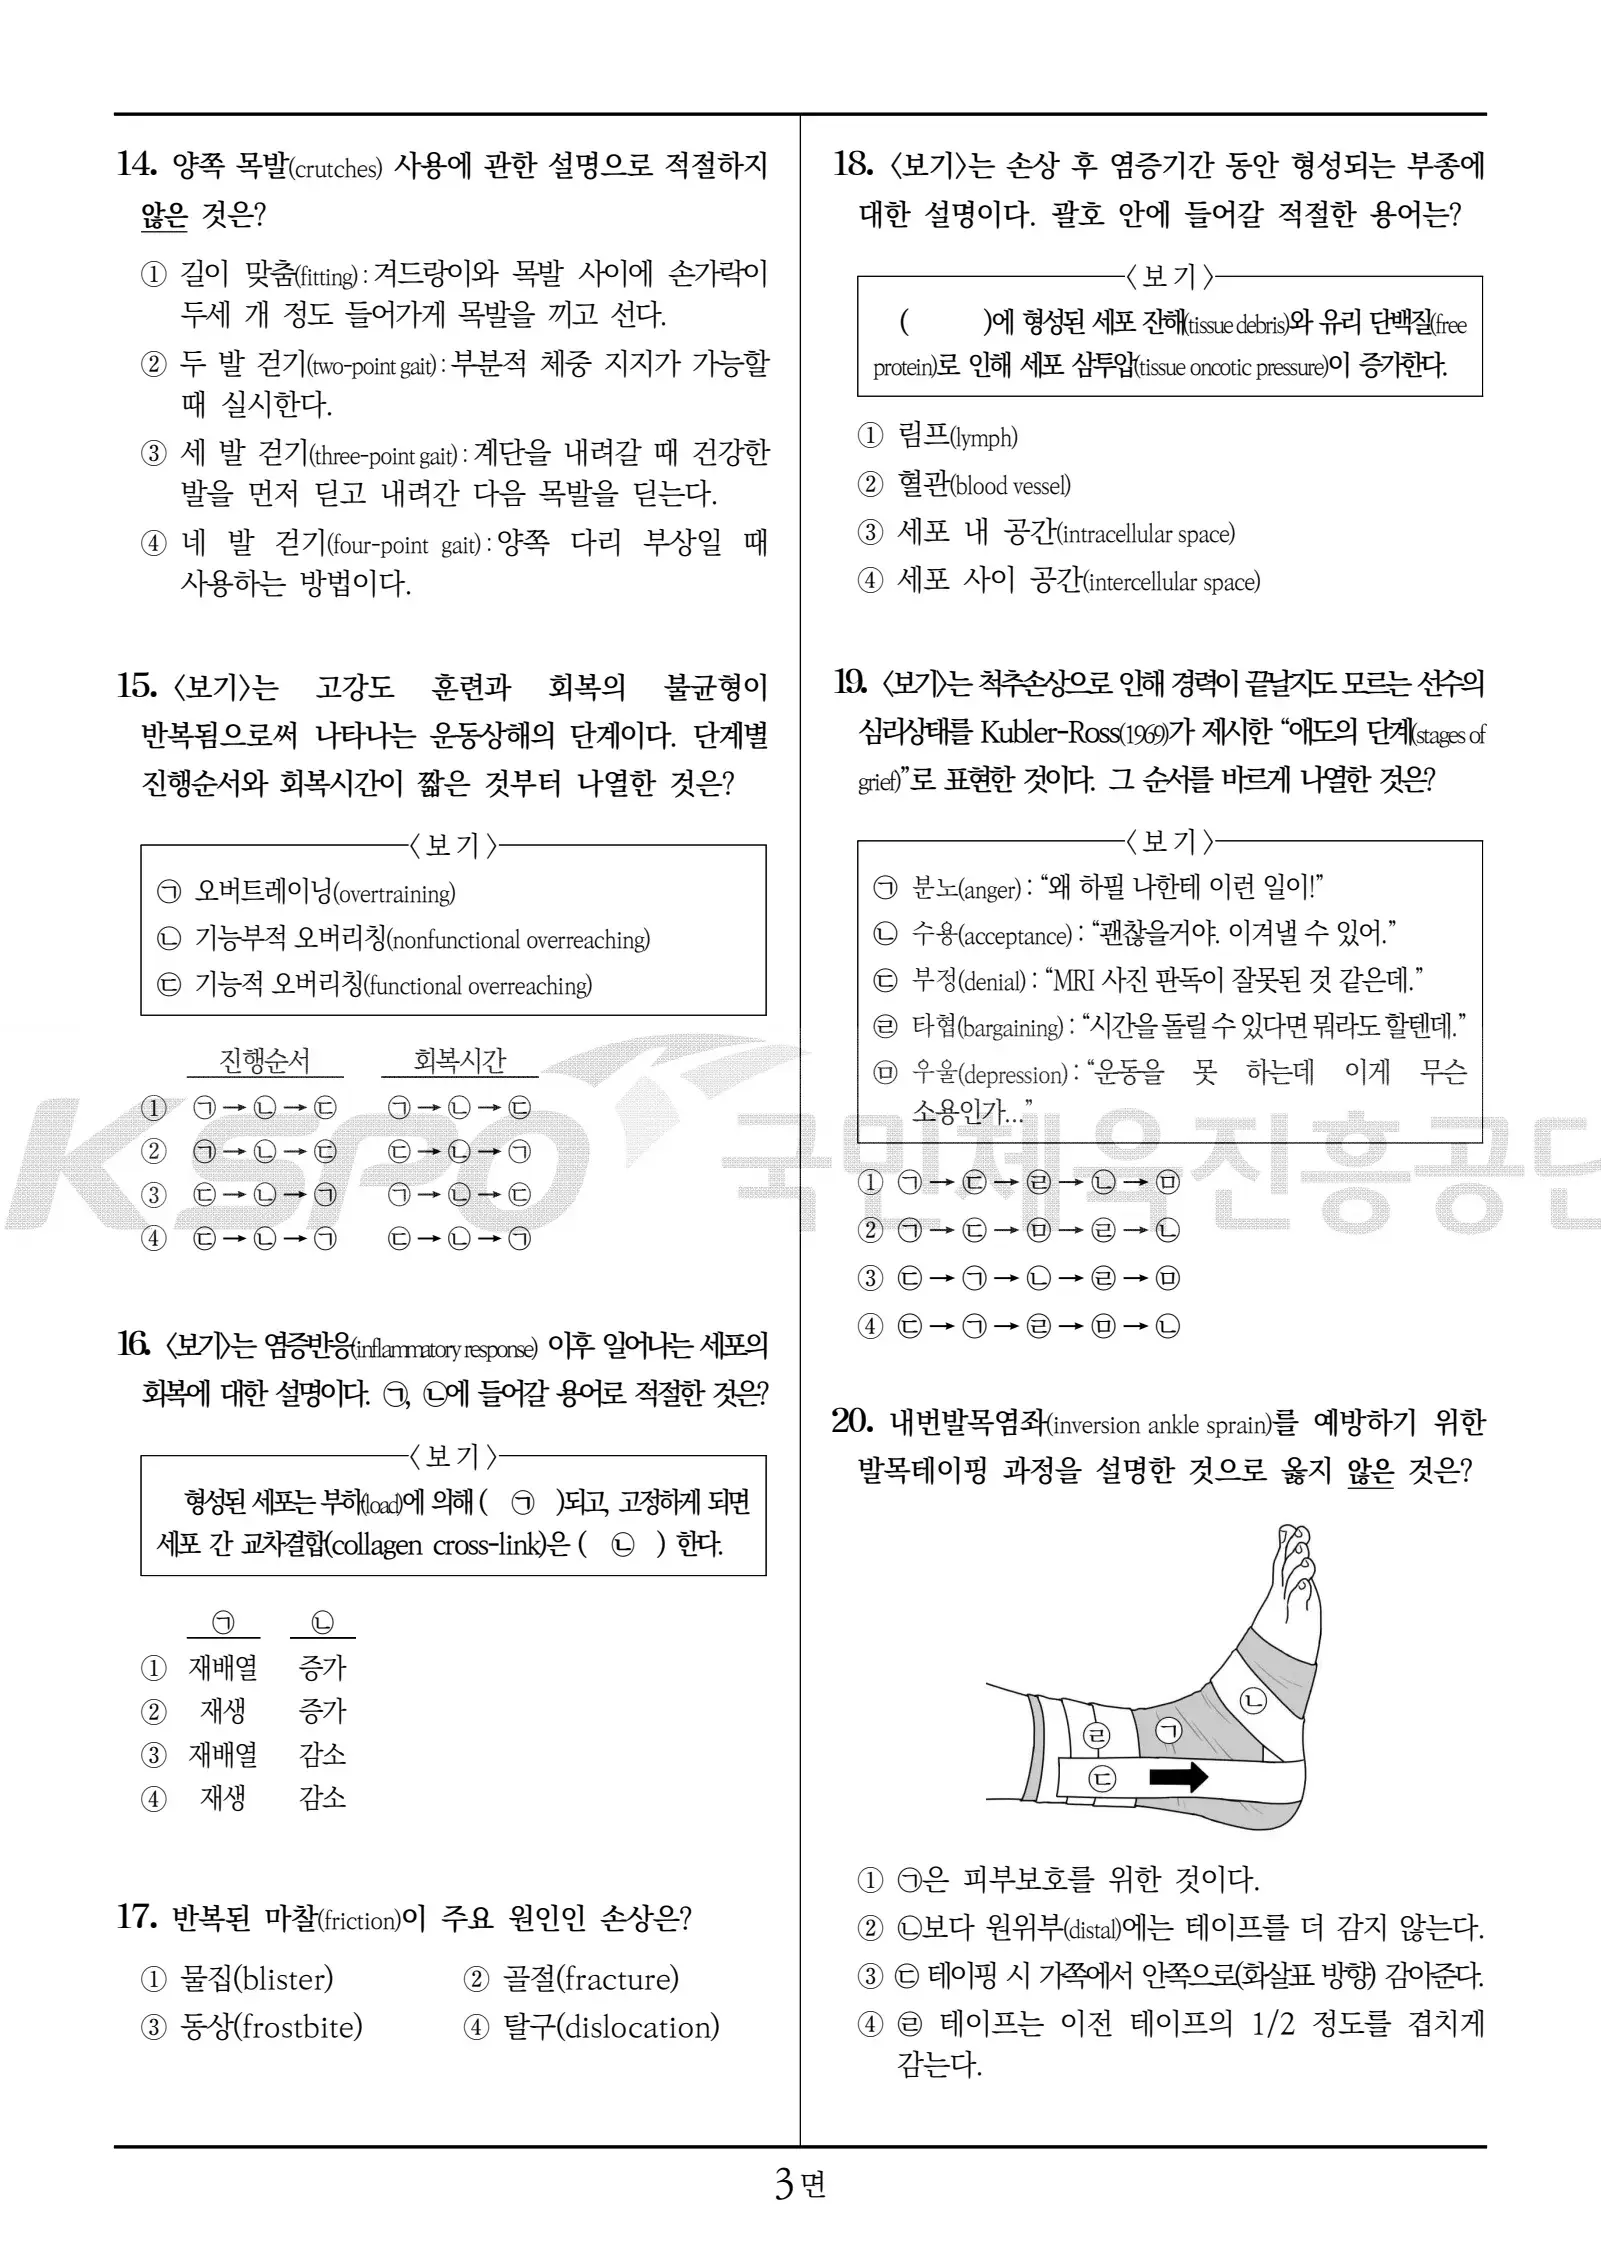 14. 양쪽 목발(crutches) 사용에 관한 설명으로 적절하지
않은 것은?
① 길이 맞춤(fitting) : 겨드랑이와 목발 사이에 손가락이
두세 개 정도 들어가게 목발을 끼고 선다.
② 두 발 걷기(two-point gait) : 부분적 체중 지지가 가능할
때 실시한다.
③ 세 발 걷기(three-point gait) : 계단을 내려갈 때 건강한
발을 먼저 딛고 내려간 다음 목발을 딛는다.
④ 네 발 걷기(four-point gait) : 양쪽 다리 부상일 때
사용하는 방법이다.
15. 〈보기〉는 고강도 훈련과 회복의 불균형이
반복됨으로써 나타나는 운동상해의 단계이다. 단계별
진행순서와 회복시간이 짧은 것부터 나열한 것은?
〈보기〉
㉠ 오버트레이닝(overtraining)
㉡ 기능부적 오버리칭(nonfunctional overreaching)
㉢ 기능적 오버리칭(functional overreaching)
진행순서 회복시간
① ㉠→㉡→㉢ ㉠→㉡→㉢
② ㉠→㉡→㉢ ㉢→㉡→㉠
③ ㉢→㉡→㉠ ㉠→㉡→㉢
④ ㉢→㉡→㉠ ㉢→㉡→㉠
16. 〈보기〉는 염증반응(inflammatory response) 이후 일어나는 세포의
회복에 대한 설명이다. ㉠, ㉡에 들어갈 용어로 적절한 것은?
〈보기〉
형성된 세포는 부하(load)에 의해 ( ㉠ )되고, 고정하게 되면
세포 간 교차결합(collagen cross-link)은 ( ㉡ ) 한다.
㉠ ㉡
① 재배열 증가
② 재생 증가
③ 재배열 감소
④ 재생 감소
17. 반복된 마찰(friction)이 주요 원인인 손상은?
① 물집(blister) ② 골절(fracture)
③ 동상(frostbite) ④ 탈구(dislocation)
18. 〈보기〉는 손상 후 염증기간 동안 형성되는 부종에
대한 설명이다. 괄호 안에 들어갈 적절한 용어는?
〈보기〉
( )에 형성된 세포 잔해(tissue debris)와 유리 단백질(free
protein)로 인해 세포 삼투압(tissue oncotic pressure)이 증가한다.
① 림프(lymph)
② 혈관(blood vessel)
③ 세포 내 공간(intracellular space)
④ 세포 사이 공간(intercellular space)
19. 〈보기〉는 척추손상으로 인해 경력이 끝날지도 모르는 선수의
심리상태를 Kubler-Ross(1969)가 제시한 “애도의 단계(stages of
grief)”로 표현한 것이다. 그 순서를 바르게 나열한 것은?
〈보기〉
㉠ 분노(anger) : “왜 하필 나한테 이런 일이!”
㉡ 수용(acceptance) : “괜찮을거야. 이겨낼 수 있어.”
㉢ 부정(denial) : “MRI 사진 판독이 잘못된 것 같은데.”
㉣ 타협(bargaining) : “시간을 돌릴 수 있다면 뭐라도 할텐데.”
㉤ 우울(depression) : “운동을 못 하는데 이게 무슨
소용인가…”
① ㉠→㉢→㉣→㉡→㉤
② ㉠→㉢→㉤→㉣→㉡
③ ㉢→㉠→㉡→㉣→㉤
④ ㉢→㉠→㉣→㉤→㉡
20. 내번발목염좌(inversion ankle sprain)를 예방하기 위한
발목테이핑 과정을 설명한 것으로 옳지 않은 것은?
㉡
㉣ ㉠
㉢
① ㉠은 피부보호를 위한 것이다.
② ㉡보다 원위부(distal)에는 테이프를 더 감지 않는다.
③ ㉢ 테이핑 시 가쪽에서 안쪽으로(화살표 방향) 감아준다.
④ ㉣ 테이프는 이전 테이프의 1/2 정도를 겹치게
감는다.
KSPO 국민체육진흥공단
3면